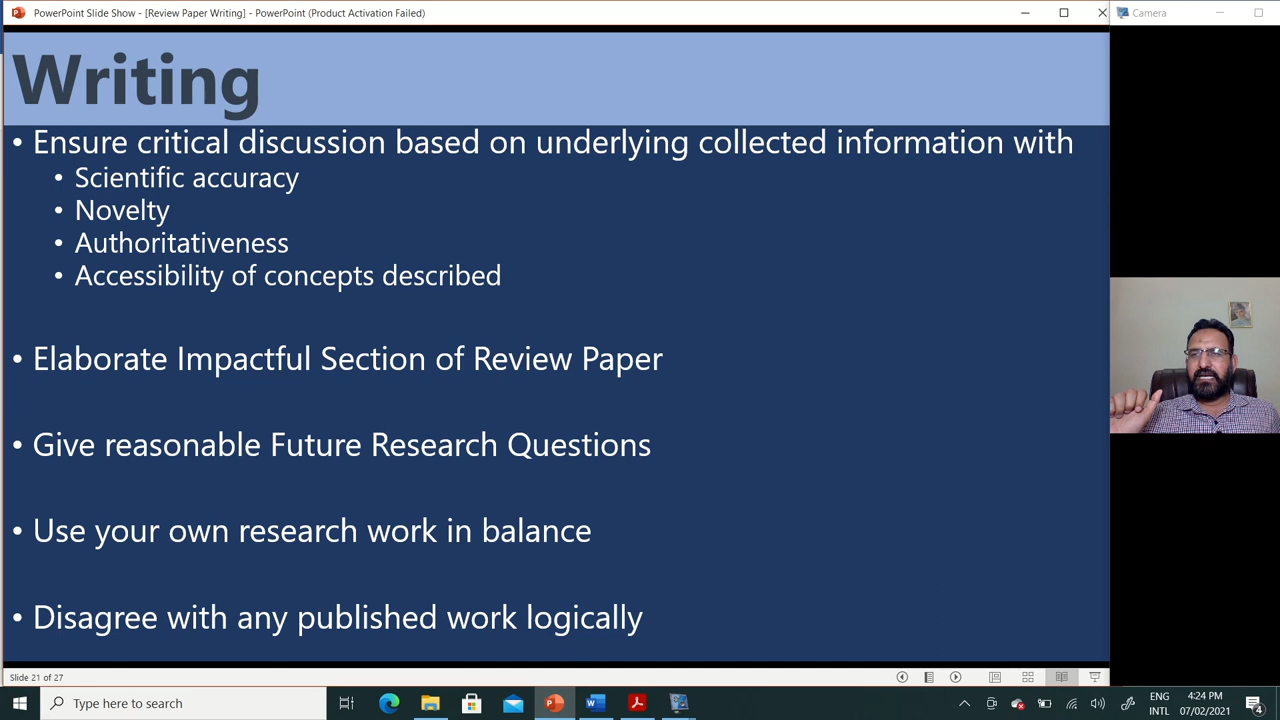 PowerPoint Slide Show - [Review Paper Writing] - PowerPoint (Product Activation Failed)
Camera
Writing
• Ensure critical discussion based on underlying collected information with
• Scientific accuracy
• Novelty
• Authoritativeness
• Accessibility of concepts described
• Elaborate Impactful Section of Review Paper
• Give reasonable Future Research Questions
• Use your own research work in balance
• Disagree with any published work logically
Slide 21 of 27
Type here to search
ENG
INTL
4:24 PM
07/02/2021
4